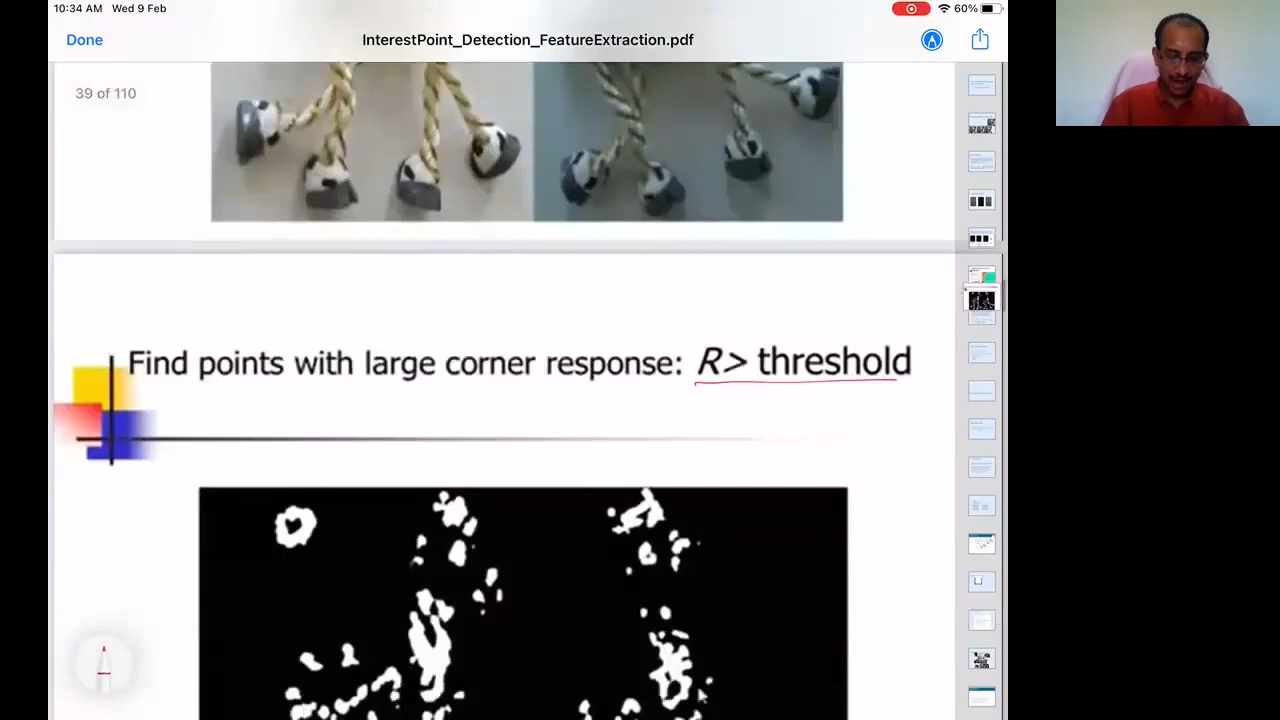 10:34 AM Wed 9 Feb
60%
Done
InterestPoint_Detection_FeatureExtraction.pdf
39 of 110
Find points with large corner response: R> threshold